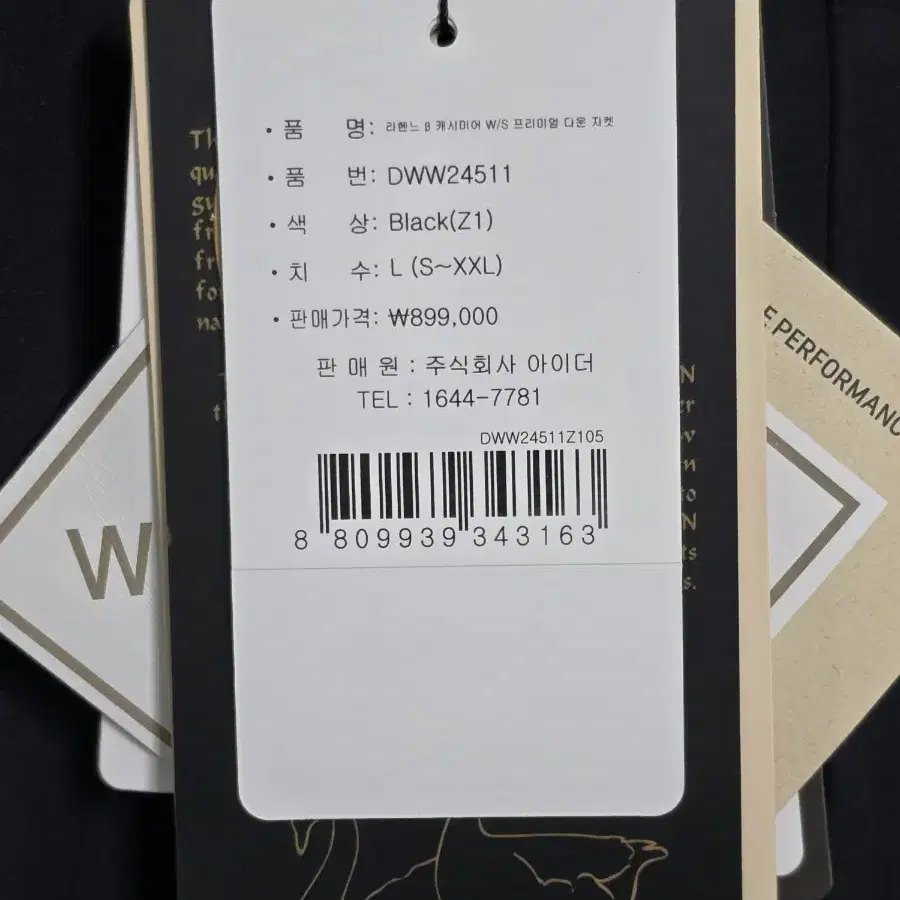 • 품 명: 라헨느 β 캐시미어 W/S 프리미엄 다운 자켓
• 품 번: DWW24511
• 색 상: Black(Z1)
• 치 수: L (S~XXL)
• 판매가격: ₩899,000
판 매 원 : 주식회사 아이더
TEL : 1644-7781
DWW24511Z105
8 809939 343163
W
E PERFORMANC